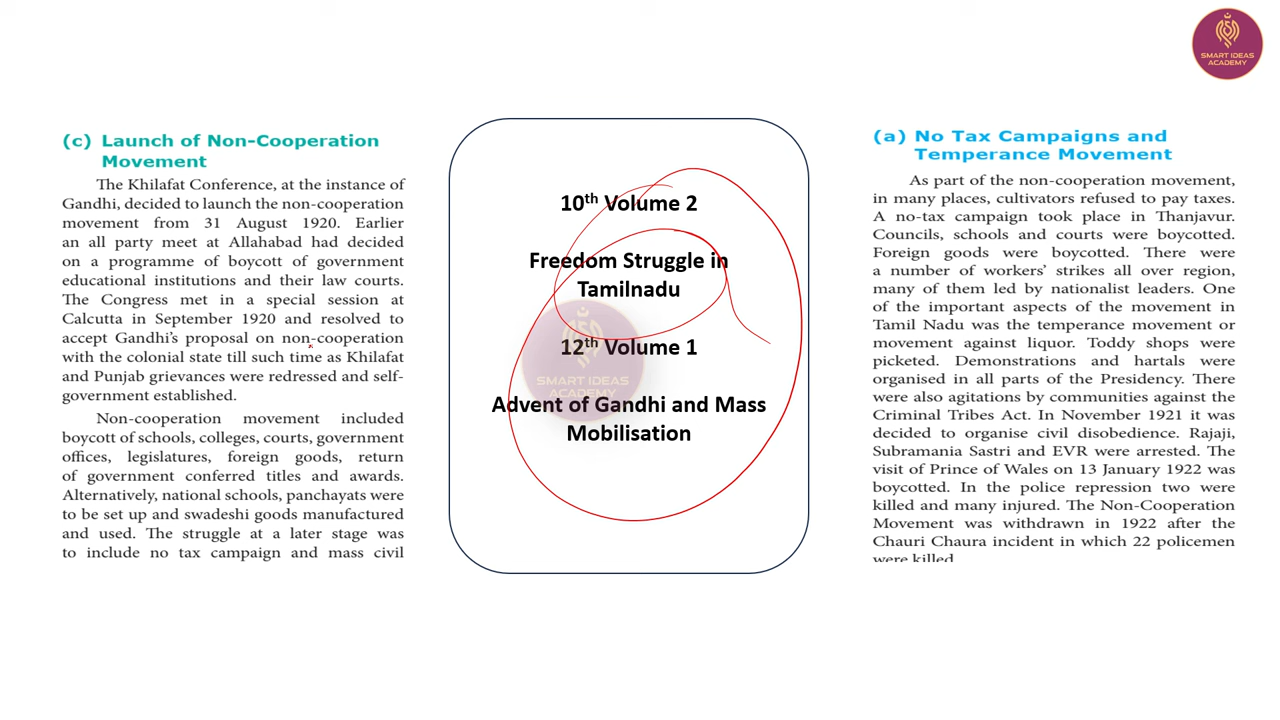 SMART IDEAS
ACADEMY
(c) Launch of Non-Cooperation
Movement
The Khilafat Conference, at the instance of
Gandhi, decided to launch the non-cooperation
movement from 31 August 1920. Earlier
an all party meet at Allahabad had decided
on a programme of boycott of government
educational institutions and their law courts.
The Congress met in a special session at
Calcutta in September 1920 and resolved to
accept Gandhi's proposal on non-cooperation
with the colonial state till such time as Khilafat
and Punjab grievances were redressed and self-
government established.
Non-cooperation movement included
boycott of schools, colleges, courts, government
offices, legislatures, foreign goods, return
of government conferred titles and awards.
Alternatively, national schools, panchayats were
to be set up and swadeshi goods manufactured
and used. The struggle at a later stage was
to include no tax campaign and mass civil
10th Volume 2
Freedom Struggle in
Tamilnadu
12th Volume 1
SMART IDEAS
ACADEMY
Advent of Gandhi and Mass
Mobilisation
(a) No Tax Campaigns and
Temperance Movement
As part of the non-cooperation movement,
in many places, cultivators refused to pay taxes.
A no-tax campaign took place in Thanjavur.
Councils, schools and courts were boycotted.
Foreign goods were boycotted. There were
a number of workers' strikes all over region,
many of them led by nationalist leaders. One
of the important aspects of the movement in
Tamil Nadu was the temperance movement or
movement against liquor. Toddy shops were
picketed. Demonstrations and hartals were
organised in all parts of the Presidency. There
were also agitations by communities against the
Criminal Tribes Act. In November 1921 it was
decided to organise civil disobedience. Rajaji,
Subramania Sastri and EVR were arrested. The
visit of Prince of Wales on 13 January 1922 was
boycotted. In the police repression two were
killed and many injured. The Non-Cooperation
Movement was withdrawn in 1922 after the
Chauri Chaura incident in which 22 policemen
were killed